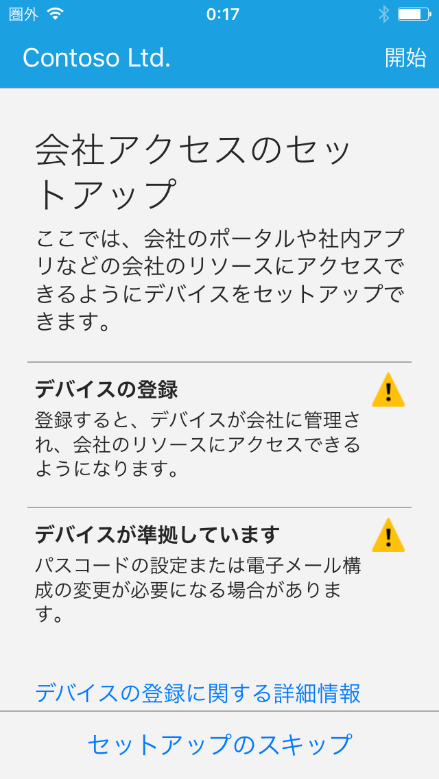 圏外 0:17
Contoso Ltd. 開始
会社アクセスのセッ
トアップ
ここでは、会社のポータルや社内アプ
リなどの会社のリソースにアクセスで
きるようにデバイスをセットアップで
きます。
デバイスの登録
登録すると、デバイスが会社に管理さ
れ、会社のリソースにアクセスできる
ようになります。
デバイスが準拠しています
パスコードの設定または電子メール構
成の変更が必要になる場合がありま
す。
デバイスの登録に関する詳細情報
セットアップのスキップ